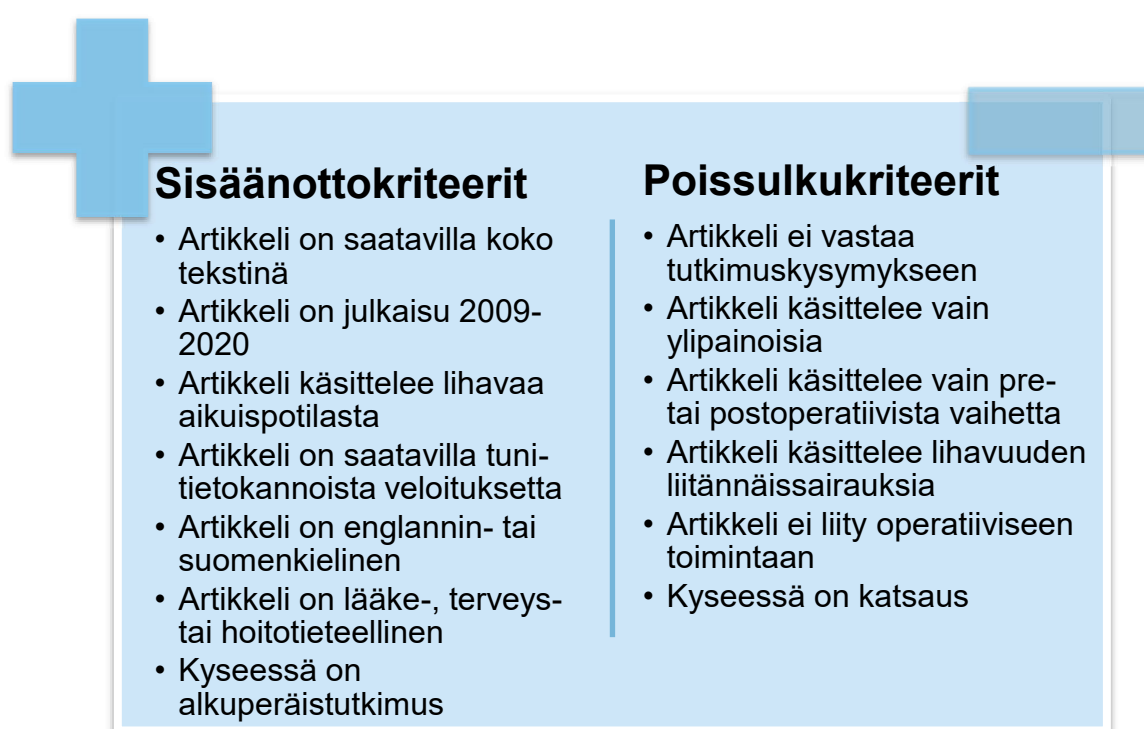 Sisäänottokriteerit
• Artikkeli on saatavilla koko
tekstinä
• Artikkeli on julkaisu 2009-
2020
• Artikkeli käsittelee lihavaa
aikuispotilasta
• Artikkeli on saatavilla tuni-
tietokannoista veloituksetta
• Artikkeli on englannin- tai
suomenkielinen
• Artikkeli on lääke-, terveys-
tai hoitotieteellinen
• Kyseessä on
alkuperäistutkimus
Poissulkukriteerit
• Artikkeli ei vastaa
tutkimuskysymykseen
• Artikkeli käsittelee vain
ylipainoisia
• Artikkeli käsittelee vain pre-
tai postoperatiivista vaihetta
• Artikkeli käsittelee lihavuuden
liitännäissairauksia
• Artikkeli ei liity operatiiviseen
toimintaan
• Kyseessä on katsaus